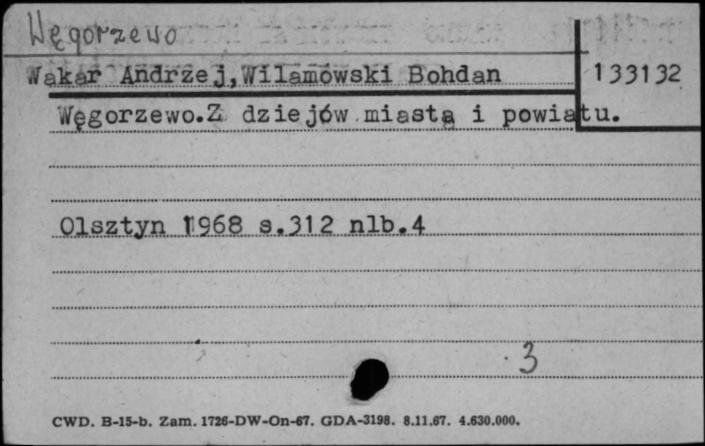 Węgorzewo
Wakar Andrzej,Wilamowski Bohdan 133132
Węgorzewo.Z dziejów miasta i powiatu.
Olsztyn 1968 s.312 nlb.4
3
CWD. B-15-b. Zam. 1726-DW-On-67. GDA-3198. 8.11.67. 4.630.000.